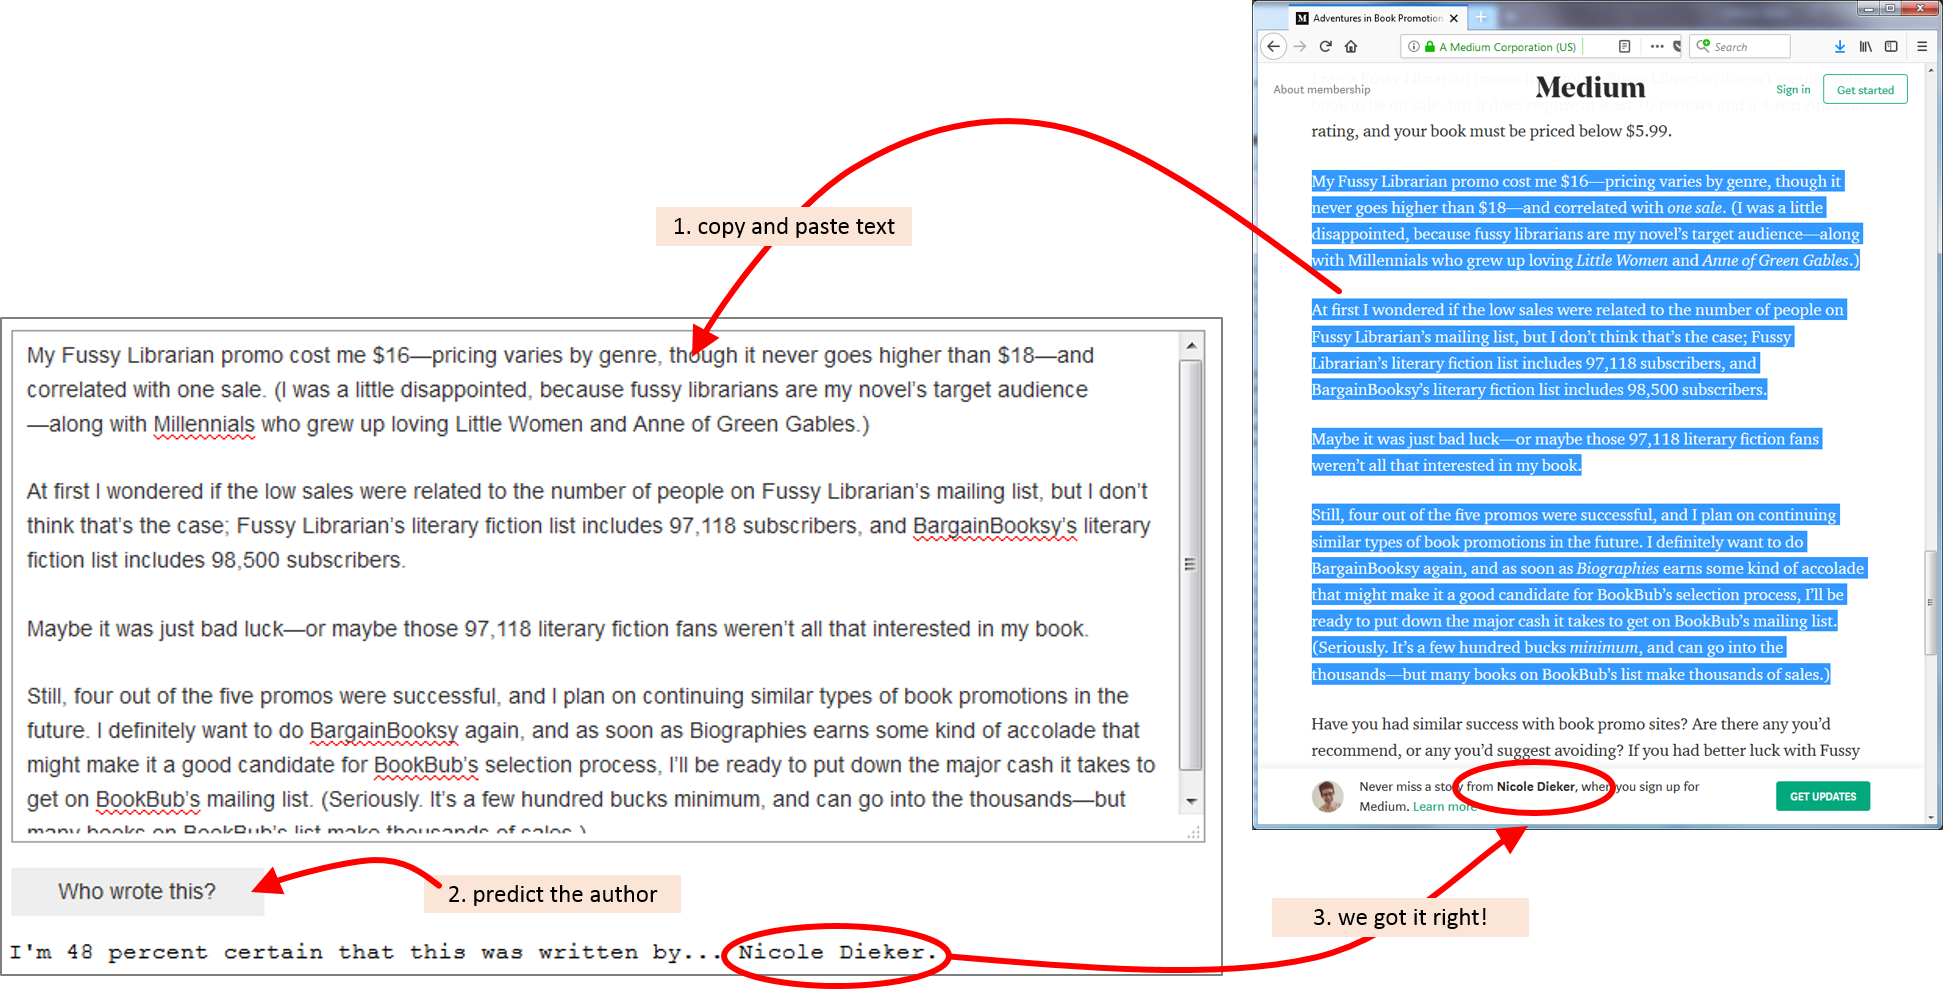 Adventures in Book Promotion
A Medium Corporation (US)
Search
About membership
Medium
Sign in
Get started
rating, and your book must be priced below $5.99.
My Fussy Librarian promo cost me $16—pricing varies by genre, though it
never goes higher than $18—and correlated with one sale. (I was a little
disappointed, because fussy librarians are my novel’s target audience—along
with Millennials who grew up loving Little Women and Anne of Green Gables.)
At first I wondered if the low sales were related to the number of people on
Fussy Librarian’s mailing list, but I don’t think that’s the case; Fussy
Librarian’s literary fiction list includes 97,118 subscribers, and
BargainBooksy’s literary fiction list includes 98,500 subscribers.
Maybe it was just bad luck—or maybe those 97,118 literary fiction fans
weren’t all that interested in my book.
Still, four out of the five promos were successful, and I plan on continuing
similar types of book promotions in the future. I definitely want to do
BargainBooksy again, and as soon as Biographies earns some kind of accolade
that might make it a good candidate for BookBub’s selection process, I’ll be
ready to put down the major cash it takes to get on BookBub’s mailing list.
(Seriously. It’s a few hundred bucks minimum, and can go into the
thousands—but many books on BookBub’s list make thousands of sales.)
Have you had similar success with book promo sites? Are there any you’d
recommend, or any you’d suggest avoiding? If you had better luck with Fussy
Never miss a story from Nicole Dieker, when you sign up for
Medium. Learn more
GET UPDATES
1. copy and paste text
My Fussy Librarian promo cost me $16—pricing varies by genre, though it never goes higher than $18—and
correlated with one sale. (I was a little disappointed, because fussy librarians are my novel’s target audience
—along with Millennials who grew up loving Little Women and Anne of Green Gables.)
At first I wondered if the low sales were related to the number of people on Fussy Librarian’s mailing list, but I don’t
think that’s the case; Fussy Librarian’s literary fiction list includes 97,118 subscribers, and BargainBooksy’s literary
fiction list includes 98,500 subscribers.
Maybe it was just bad luck—or maybe those 97,118 literary fiction fans weren’t all that interested in my book.
Still, four out of the five promos were successful, and I plan on continuing similar types of book promotions in the
future. I definitely want to do BargainBooksy again, and as soon as Biographies earns some kind of accolade that
might make it a good candidate for BookBub’s selection process, I’ll be ready to put down the major cash it takes to
get on BookBub’s mailing list. (Seriously. It’s a few hundred bucks minimum, and can go into the thousands—but
many books on BookBub’s list make thousands of sales.)
Who wrote this?
2. predict the author
I'm 48 percent certain that this was written by... Nicole Dieker.
3. we got it right!